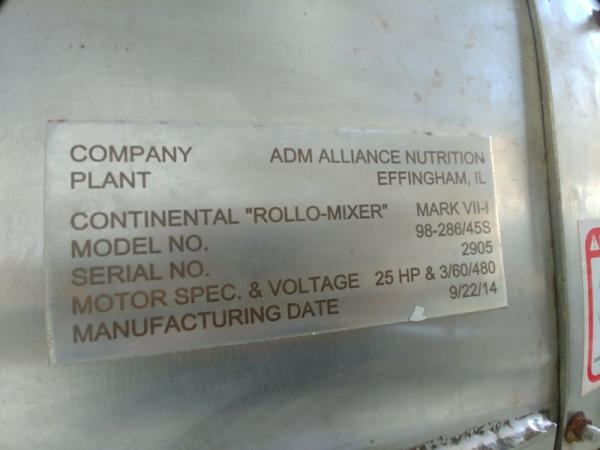 COMPANY ADM ALLIANCE NUTRITION
PLANT EFFINGHAM, IL
CONTINENTAL "ROLLO-MIXER" MARK VII-I
MODEL NO. 98-286/45S
SERIAL NO. 2905
MOTOR SPEC. & VOLTAGE 25 HP & 3/60/480
MANUFACTURING DATE 9/22/14